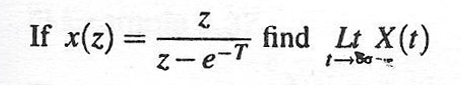 If x(z) = z / (z − e^−T) find Lt X(t)
t→